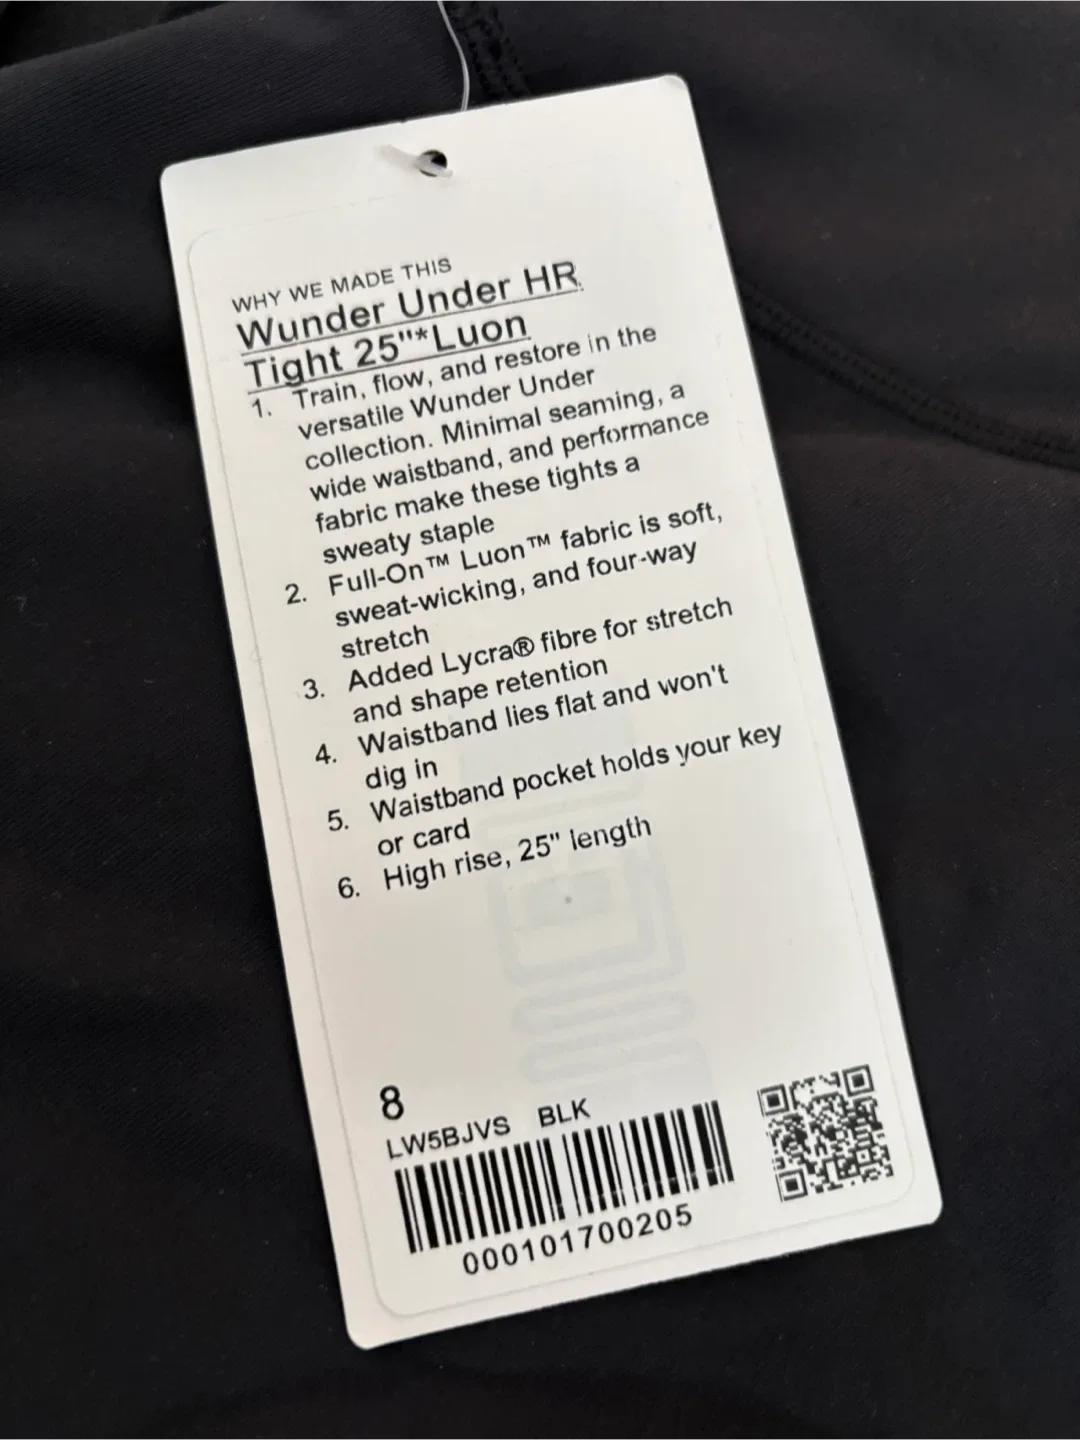 WHY WE MADE THIS
Wunder Under HR
Tight 25"*Luon
1. Train, flow, and restore in the
versatile Wunder Under
collection. Minimal seaming, a
wide waistband, and performance
fabric make these tights a
sweaty staple
2. Full-On™ Luon™ fabric is soft,
sweat-wicking, and four-way
stretch
3. Added Lycra® fibre for stretch
and shape retention
4. Waistband lies flat and won't
dig in
5. Waistband pocket holds your key
or card
6. High rise, 25" length
8
LW5BJVS BLK
000101700205